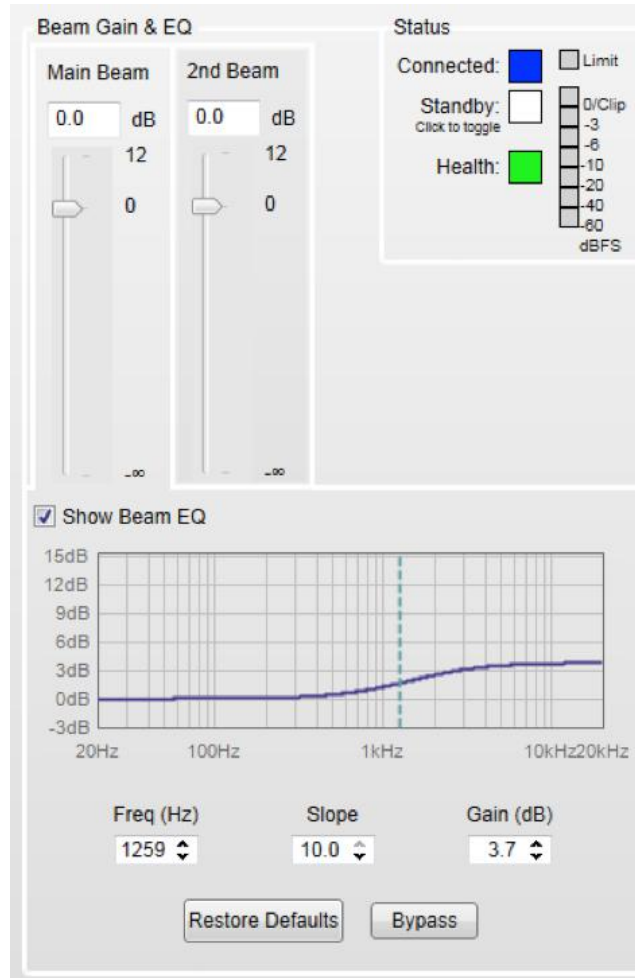 Beam Gain & EQ
Main Beam
0.0 dB
12
0
-∞
2nd Beam
0.0 dB
12
0
-∞
Status
Connected:
Standby:
Click to toggle
Health:
Limit
0/Clip
-3
-6
-10
-20
-40
-60
dBFS
Show Beam EQ
15dB
12dB
9dB
6dB
3dB
0dB
-3dB
20Hz 100Hz 1kHz 10kHz20kHz
Freq (Hz) Slope Gain (dB)
1259 10.0 3.7
Restore Defaults Bypass